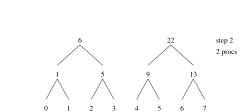 6 22 step 2
2 procs
1 5 9 13
0 1 2 3 4 5 6 7